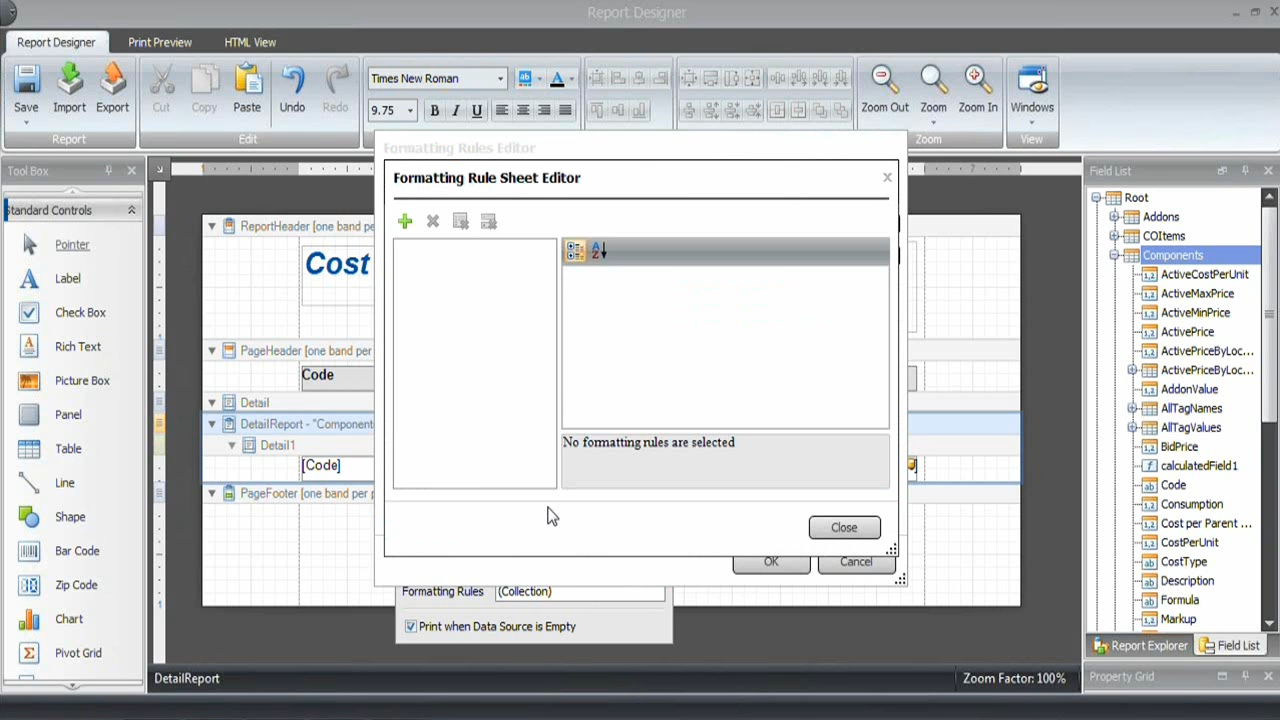 Report Designer
Report Designer
Print Preview
HTML View
Save
Import
Export
Cut
Copy
Paste
Undo
Redo
Times New Roman
9.75
B I U
Zoom Out
Zoom
Zoom In
Windows
Report
Edit
Zoom
View
Tool Box
Standard Controls
Pointer
Label
Check Box
Rich Text
Picture Box
Panel
Table
Line
Shape
Bar Code
Zip Code
Chart
Pivot Grid
ReportHeader [one band pe
Cost
PageHeader [one band per
Code
Detail
DetailReport - "Component
Detail1
[Code]
PageFooter [one band per p
Formatting Rules Editor
Formatting Rule Sheet Editor
No formatting rules are selected
Close
OK
Cancel
Formatting Rules
(Collection)
Print when Data Source is Empty
Field List
Root
Addons
COItems
Components
ActiveCostPerUnit
ActiveMaxPrice
ActiveMinPrice
ActivePrice
ActivePriceByLoc...
ActivePriceByLoc...
AddonValue
AllTagNames
AllTagValues
BidPrice
calculatedField1
Code
Consumption
Cost per Parent ...
CostPerUnit
CostType
Description
Formula
Markup
Report Explorer
Field List
Property Grid
DetailReport
Zoom Factor: 100%